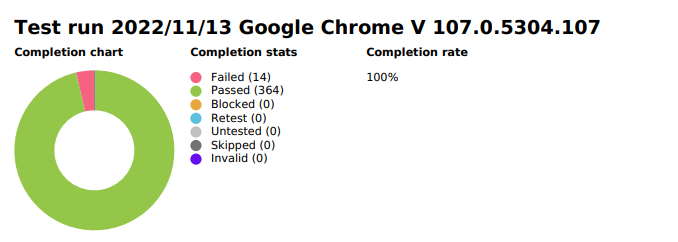 Test run 2022/11/13 Google Chrome V 107.0.5304.107
Completion chart
Completion stats
Completion rate
Failed (14)
100%
Passed (364)
Blocked (0)
Retest (0)
Untested (0)
Skipped (0)
Invalid (0)